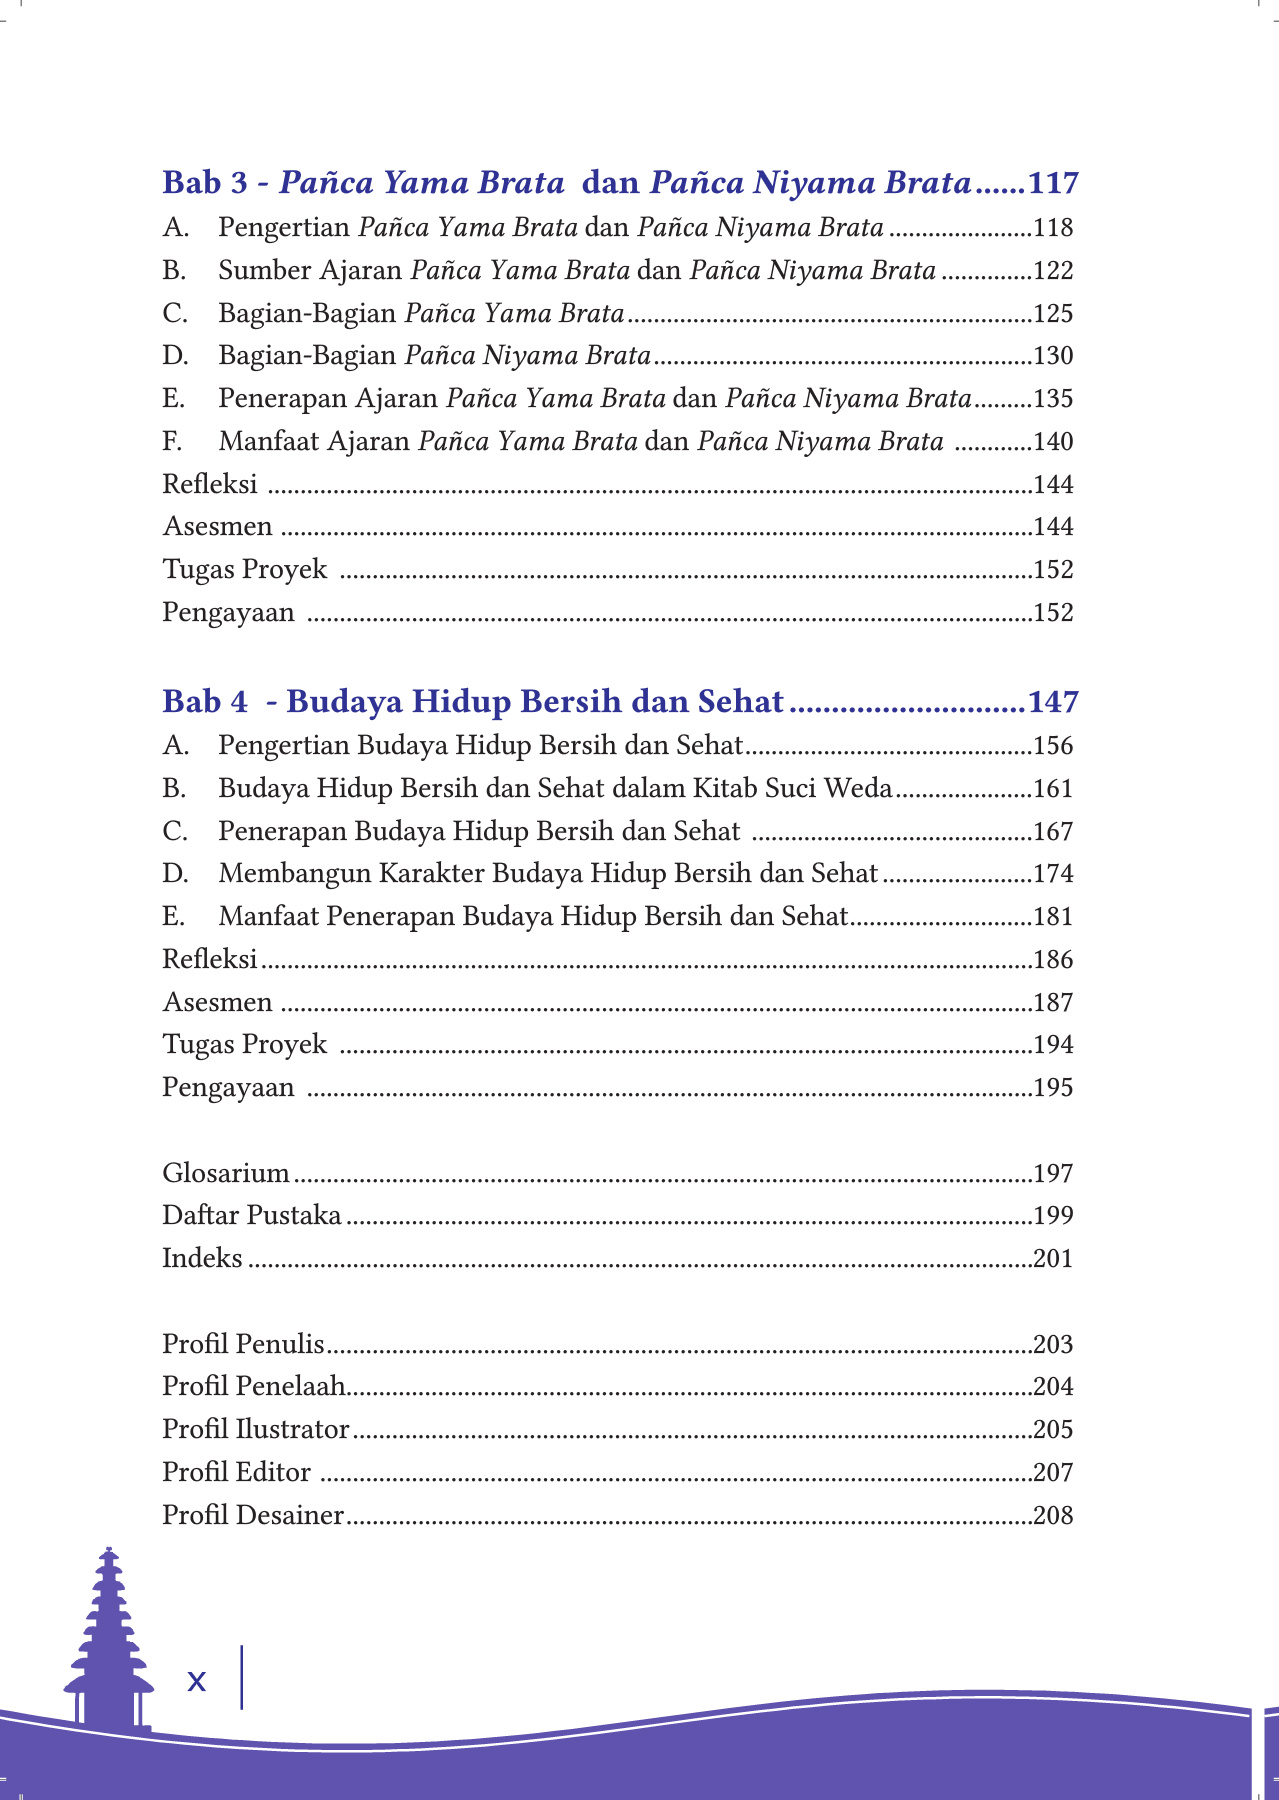 Bab 3 - Pañca Yama Brata dan Pañca Niyama Brata......117
A. Pengertian Pañca Yama Brata dan Pañca Niyama Brata ......................118
B. Sumber Ajaran Pañca Yama Brata dan Pañca Niyama Brata ..............122
C. Bagian-Bagian Pañca Yama Brata..............................................................125
D. Bagian-Bagian Pañca Niyama Brata..........................................................130
E. Penerapan Ajaran Pañca Yama Brata dan Pañca Niyama Brata.........135
F. Manfaat Ajaran Pañca Yama Brata dan Pañca Niyama Brata ............140
Refleksi .....................................................................................................................144
Asesmen ...................................................................................................................144
Tugas Proyek ..........................................................................................................152
Pengayaan ...............................................................................................................152
Bab 4 - Budaya Hidup Bersih dan Sehat............................147
A. Pengertian Budaya Hidup Bersih dan Sehat............................................156
B. Budaya Hidup Bersih dan Sehat dalam Kitab Suci Weda.....................161
C. Penerapan Budaya Hidup Bersih dan Sehat ...........................................167
D. Membangun Karakter Budaya Hidup Bersih dan Sehat.......................174
E. Manfaat Penerapan Budaya Hidup Bersih dan Sehat............................181
Refleksi......................................................................................................................186
Asesmen ...................................................................................................................187
Tugas Proyek ..........................................................................................................194
Pengayaan ...............................................................................................................195
Glosarium.................................................................................................................197
Daftar Pustaka.........................................................................................................199
Indeks ........................................................................................................................201
Profil Penulis............................................................................................................203
Profil Penelaah.........................................................................................................204
Profil Ilustrator........................................................................................................205
Profil Editor .............................................................................................................207
Profil Desainer.........................................................................................................208
x